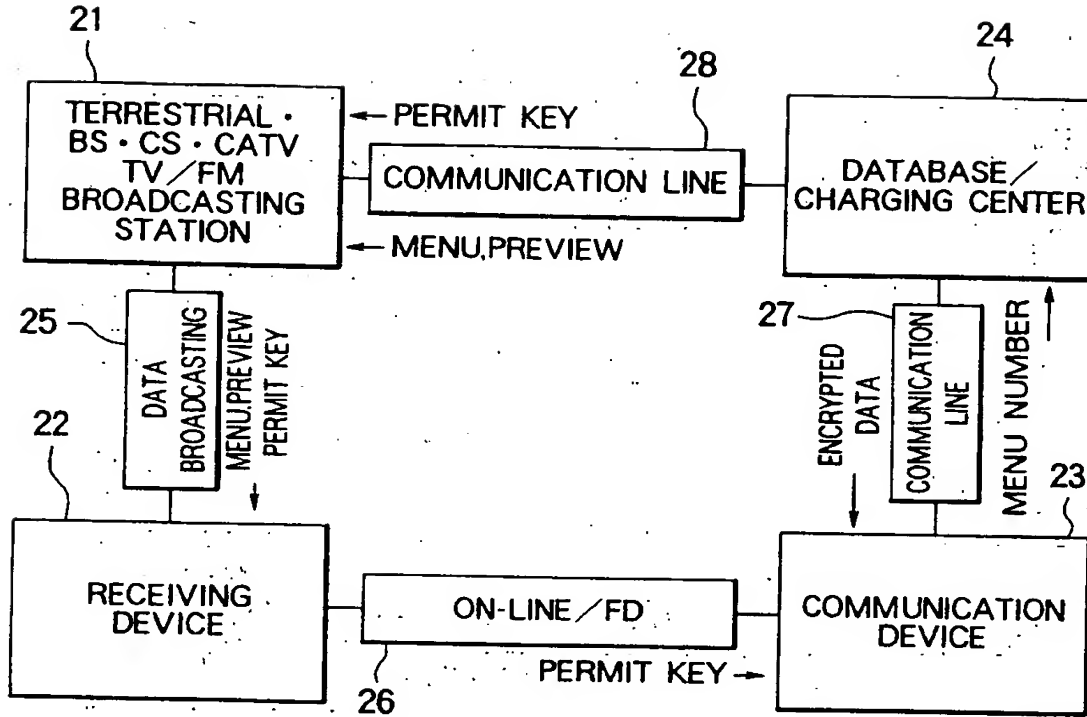 21
TERRESTRIAL・
BS・CS・CATV
TV/FM
BROADCASTING
STATION
←PERMIT KEY
28
COMMUNICATION LINE
←MENU,PREVIEW
24
DATABASE/
CHARGING CENTER
25
DATA
BROADCASTING
MENU,PREVIEW
PERMIT KEY
↓
27
ENCRYPTED
DATA
↓
COMMUNICATION
LINE
MENU NUMBER
↑
22
RECEIVING
DEVICE
ON-LINE/FD
26
PERMIT KEY→
23
COMMUNICATION
DEVICE